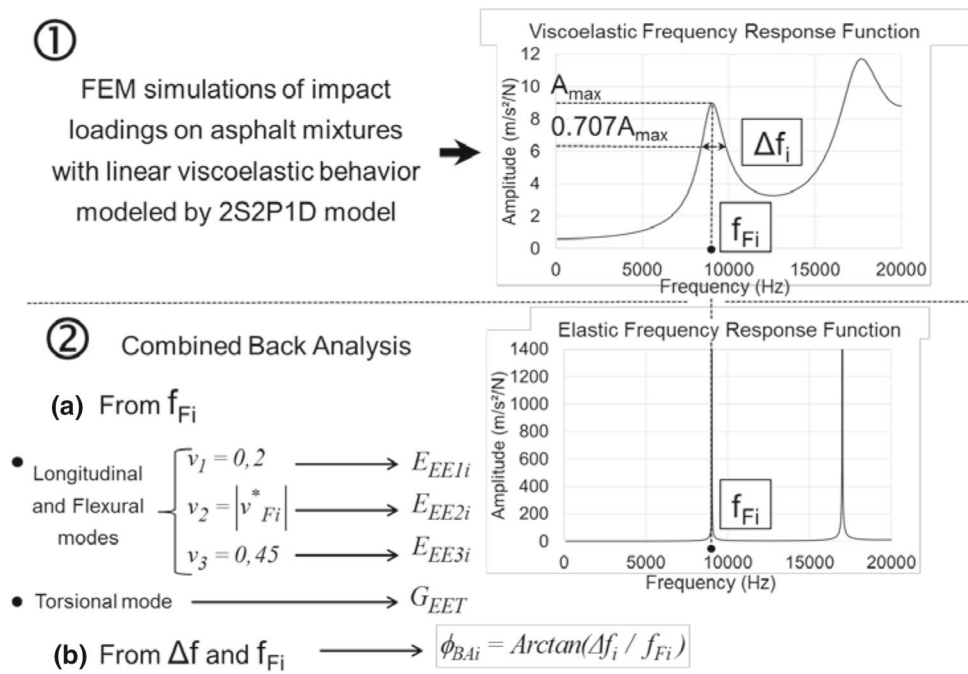 ①
FEM simulations of impact
loadings on asphalt mixtures
with linear viscoelastic behavior
modeled by 2S2P1D model
Viscoelastic Frequency Response Function
Amplitude (m/s²/N)
12
10
8
6
4
2
0
A_max
0.707A_max
Δf_i
f_Fi
0 5000 10000 15000 20000
Frequency (Hz)
② Combined Back Analysis
(a) From f_Fi
Longitudinal
and Flexural
modes
ν_1 = 0,2 E_EE1i
ν_2 = |ν*_Fi| E_EE2i
ν_3 = 0,45 E_EE3i
Torsional mode G_EET
(b) From Δf and f_Fi ϕ_BAi = Arctan(Δf_i / f_Fi)
Elastic Frequency Response Function
Amplitude (m/s²/N)
1400
1200
1000
800
600
400
200
0
f_Fi
0 5000 10000 15000 20000
Frequency (Hz)